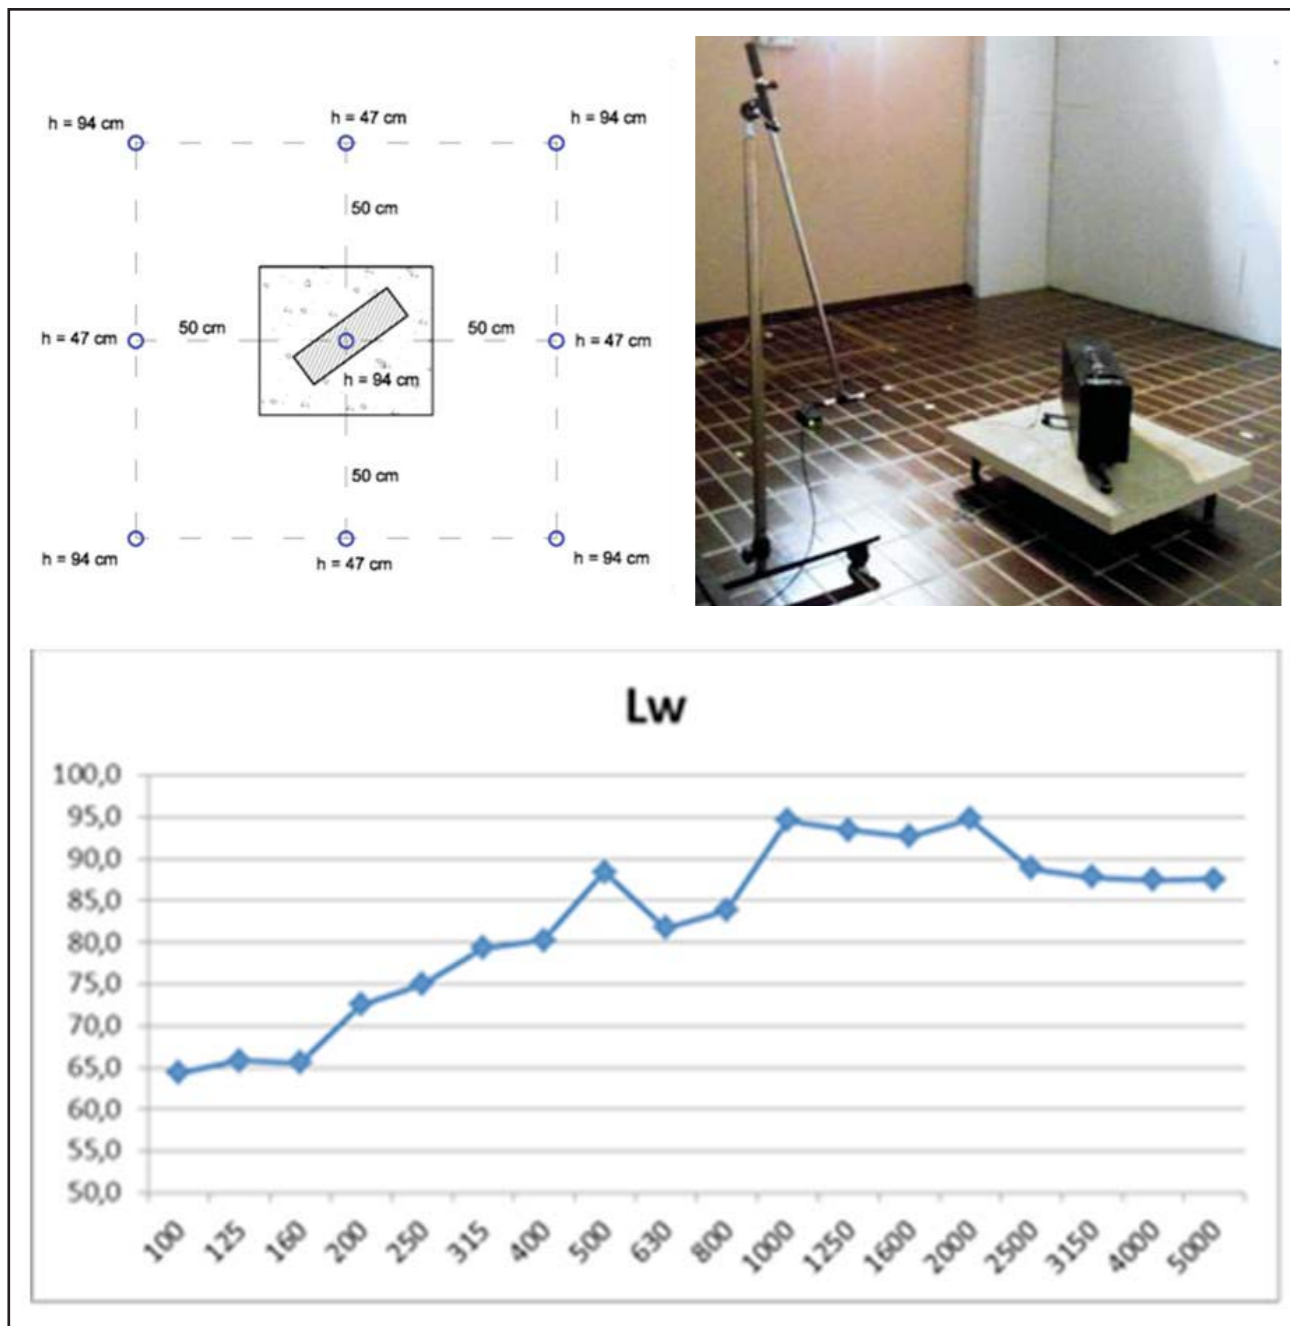 h = 94 cm
h = 47 cm
h = 94 cm
50 cm
h = 47 cm
50 cm
50 cm
h = 47 cm
h = 94 cm
50 cm
h = 94 cm
h = 47 cm
h = 94 cm
Lw
100,0
95,0
90,0
85,0
80,0
75,0
70,0
65,0
60,0
55,0
50,0
100 125 160 200 250 315 400 500 630 800 1000 1250 1600 2000 2500 3150 4000 5000